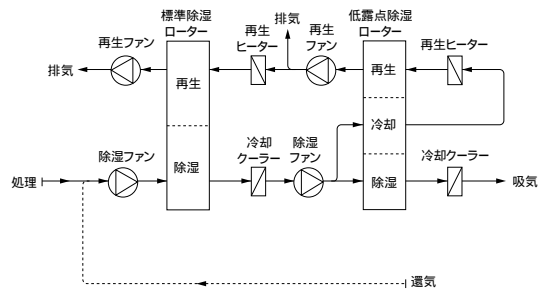 標準除湿
ローター
排気
再生
ファン
低露点除湿
ローター
再生ファン
再生
ヒーター
再生ヒーター
排気
再生
再生
冷却
除湿ファン
冷却
クーラー
除湿
ファン
冷却クーラー
処理
除湿
除湿
吸気
還気